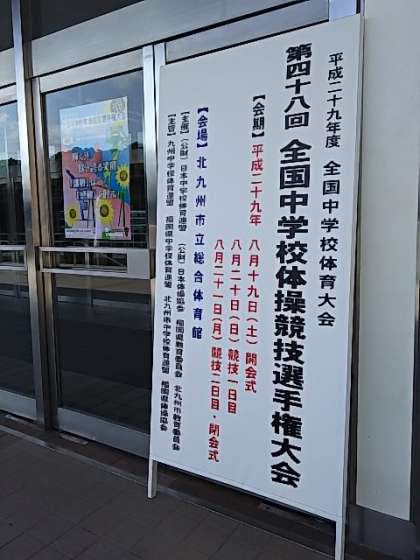 平成二十九年度 全国中学校体育大会
第四十八回 全国中学校体操競技選手権大会
【会期】平成二十九年 八月十九日(土)開会式
八月二十日(日)競技一日目
八月二十一日(月)競技二日目・閉会式
【会場】北九州市立総合体育館
【主催】(公財)日本中学校体育連盟 (公財)日本体操協会 福岡県教育委員会 北九州市教育委員会
【主管】九州中学校体育連盟 福岡県中学校体育連盟 北九州市中学校体育連盟 福岡県体操協会